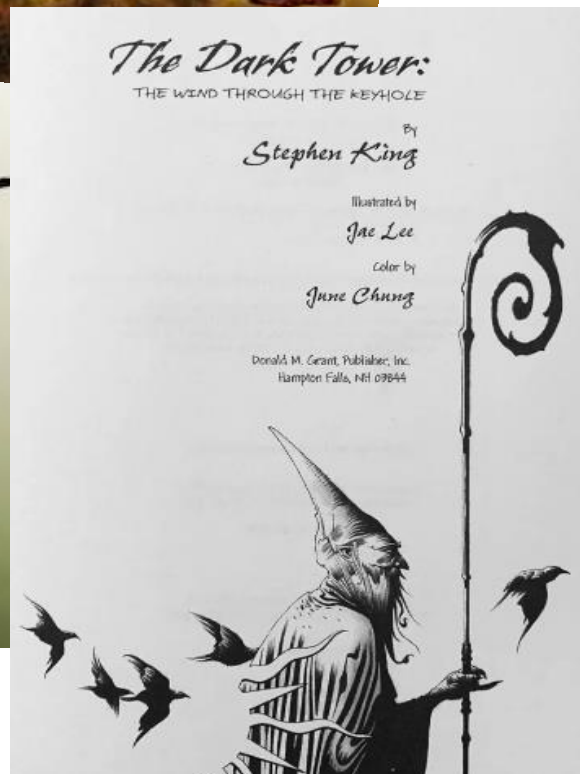 The Dark Tower:
THE WIND THROUGH THE KEYHOLE
By
Stephen King
Illustrated by
Jae Lee
Color by
June Chung
Donald M. Grant, Publisher, Inc.
Hampton Falls, NH 03844